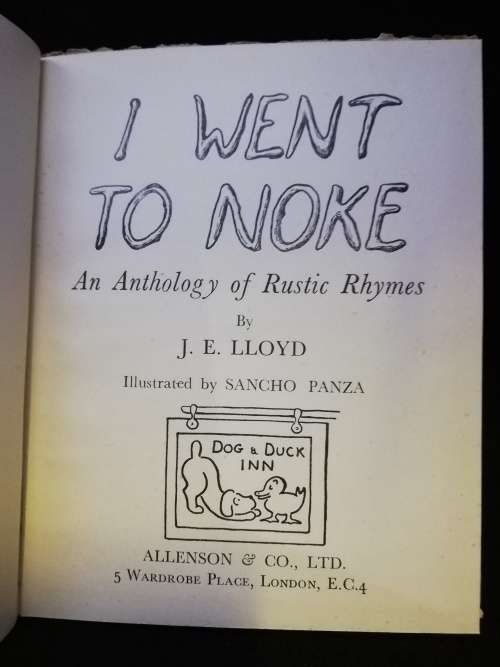 I WENT
TO NOKE
An Anthology of Rustic Rhymes
By
J. E. LLOYD
Illustrated by SANCHO PANZA
DOG & DUCK
INN
ALLENSON & CO., LTD.
5 WARDROBE PLACE, LONDON, E.C.4